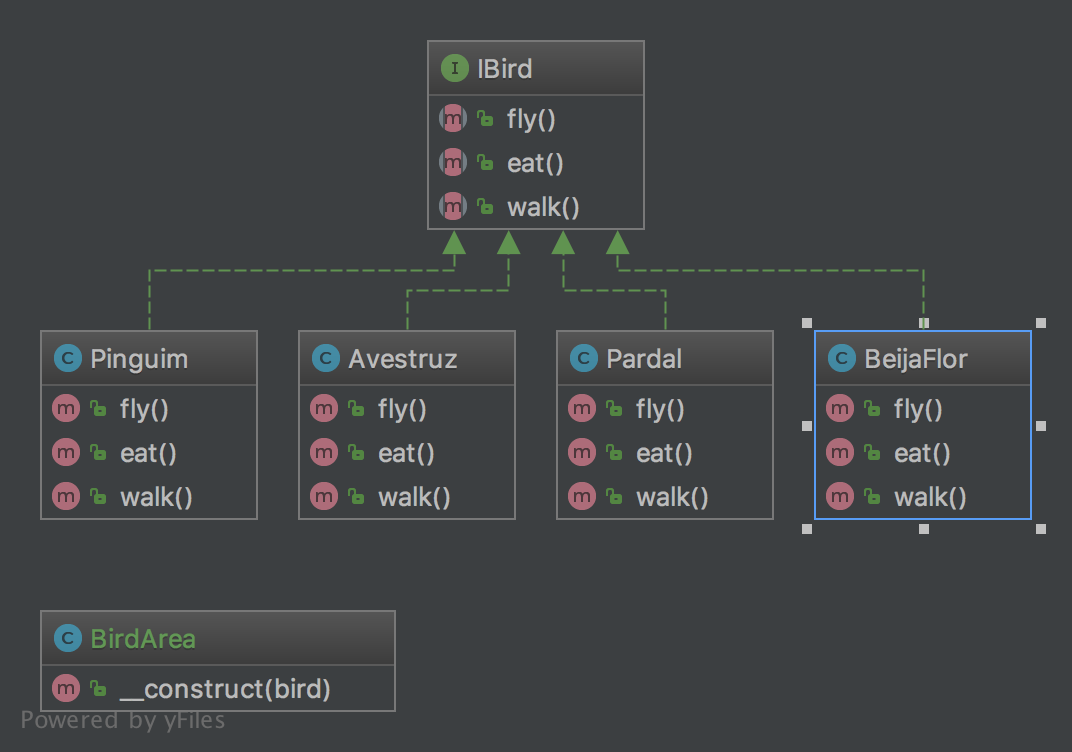 I IBird
m fly()
m eat()
m walk()
C Pinguim
m fly()
m eat()
m walk()
C Avestruz
m fly()
m eat()
m walk()
C Pardal
m fly()
m eat()
m walk()
C BeijaFlor
m fly()
m eat()
m walk()
C BirdArea
m __construct(bird)
Powered by yFiles